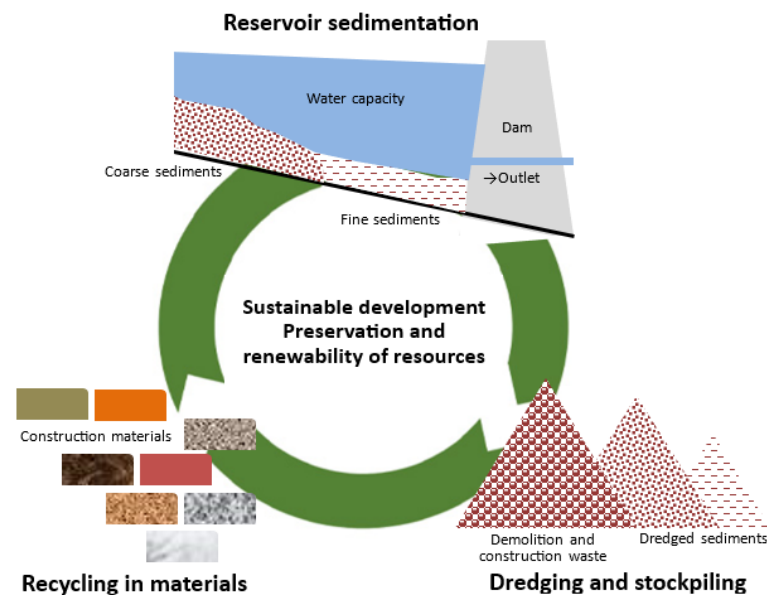 Reservoir sedimentation
Water capacity
Dam
Coarse sediments
→Outlet
Fine sediments
Sustainable development
Preservation and
renewability of resources
Construction materials
Demolition and
construction waste
Dredged sediments
Recycling in materials
Dredging and stockpiling